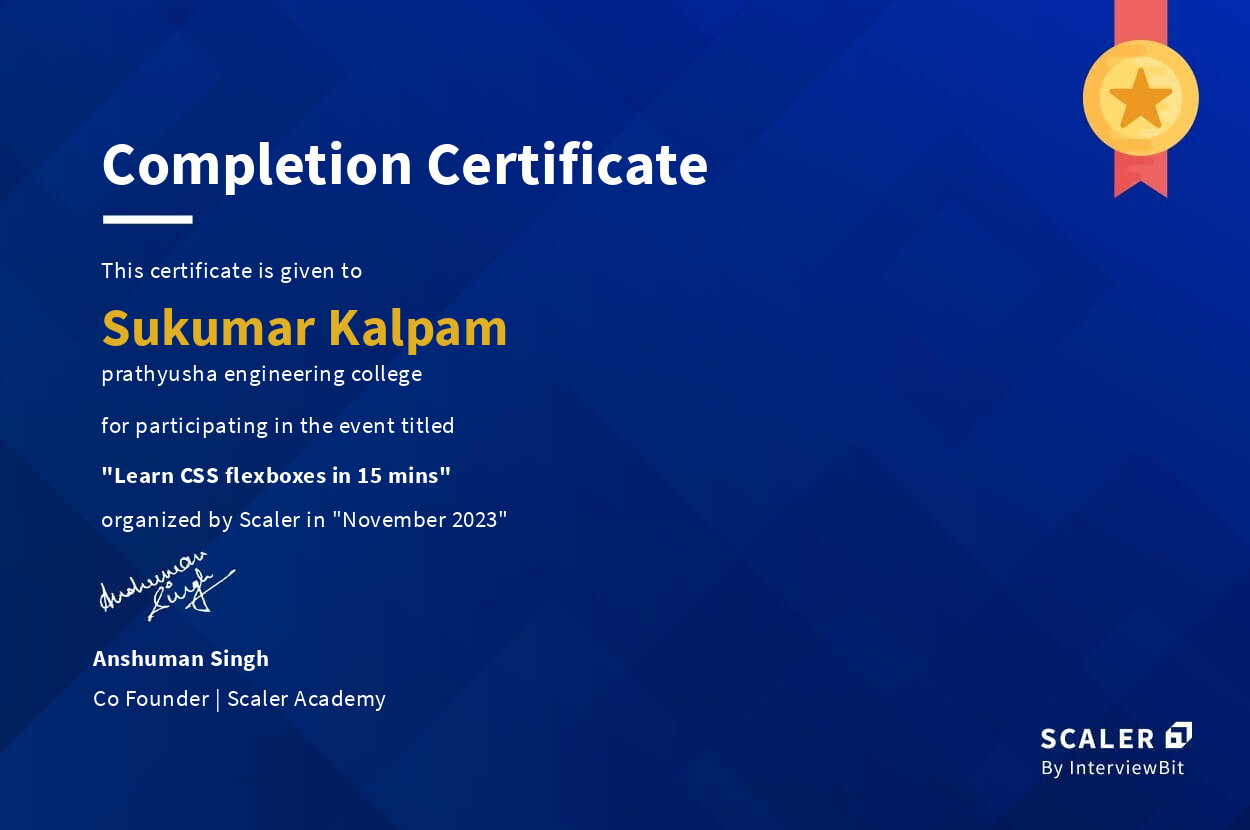 Completion Certificate
This certificate is given to
Sukumar Kalpam
prathyusha engineering college
for participating in the event titled
"Learn CSS flexboxes in 15 mins"
organized by Scaler in "November 2023"
Anshuman
Singh
Anshuman Singh
Co Founder | Scaler Academy
SCALER
By InterviewBit